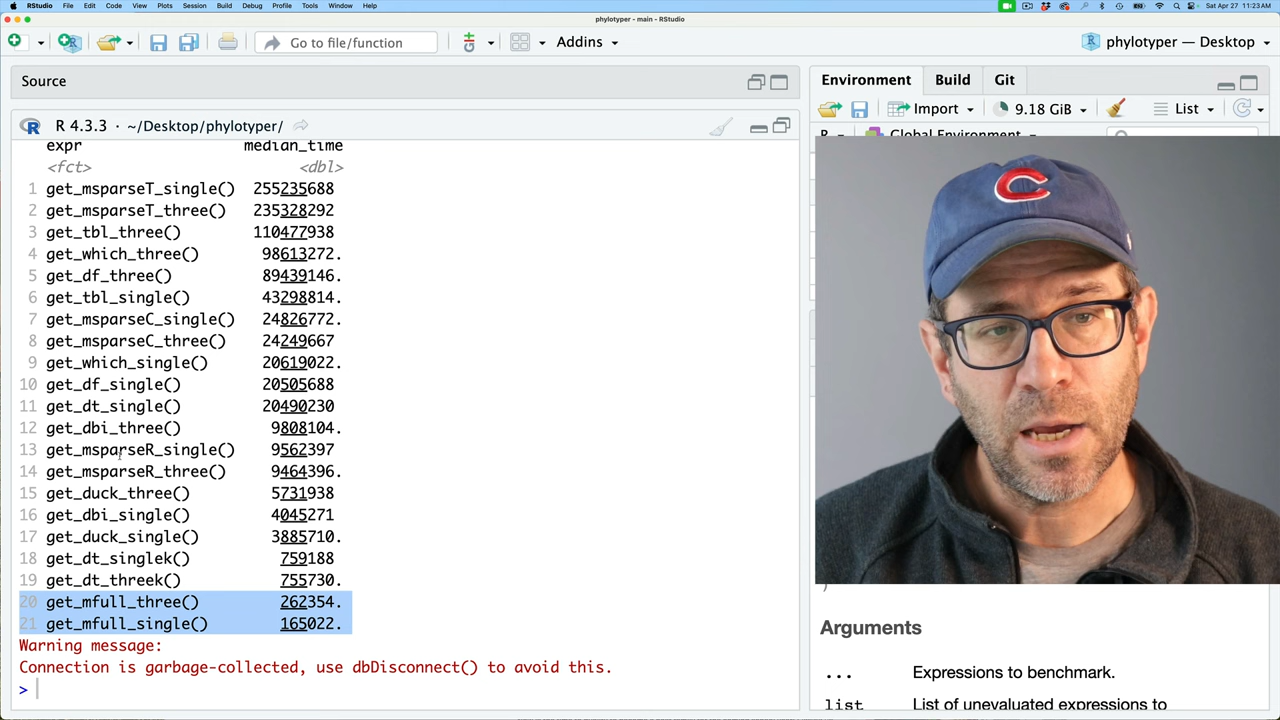 RStudio File Edit Code View Plots Session Build Debug Profile Tools Window Help Sat Apr 27 11:23 AM
phylotyper - main - RStudio
Go to file/function Addins phylotyper — Desktop
Source
Environment Build Git
R 4.3.3 · ~/Desktop/phylotyper/
Import 9.18 GiB List
R Global Environment
expr median_time
<fct> <dbl>
1 get_msparseT_single() 255235688
2 get_msparseT_three() 235328292
3 get_tbl_three() 110477938
4 get_which_three() 98613272.
5 get_df_three() 89439146.
6 get_tbl_single() 43298814.
7 get_msparseC_single() 24826772.
8 get_msparseC_three() 24249667
9 get_which_single() 20619022.
10 get_df_single() 20505688
11 get_dt_single() 20490230
12 get_dbi_three() 9808104.
13 get_msparseR_single() 9562397
14 get_msparseR_three() 9464396.
15 get_duck_three() 5731938
16 get_dbi_single() 4045271
17 get_duck_single() 3885710.
18 get_dt_singlek() 759188
19 get_dt_threek() 755730.
20 get_mfull_three() 262354.
21 get_mfull_single() 165022.
Warning message:
Connection is garbage-collected, use dbDisconnect() to avoid this.
>
C
)
Arguments
... Expressions to benchmark.
list List of unevaluated expressions to